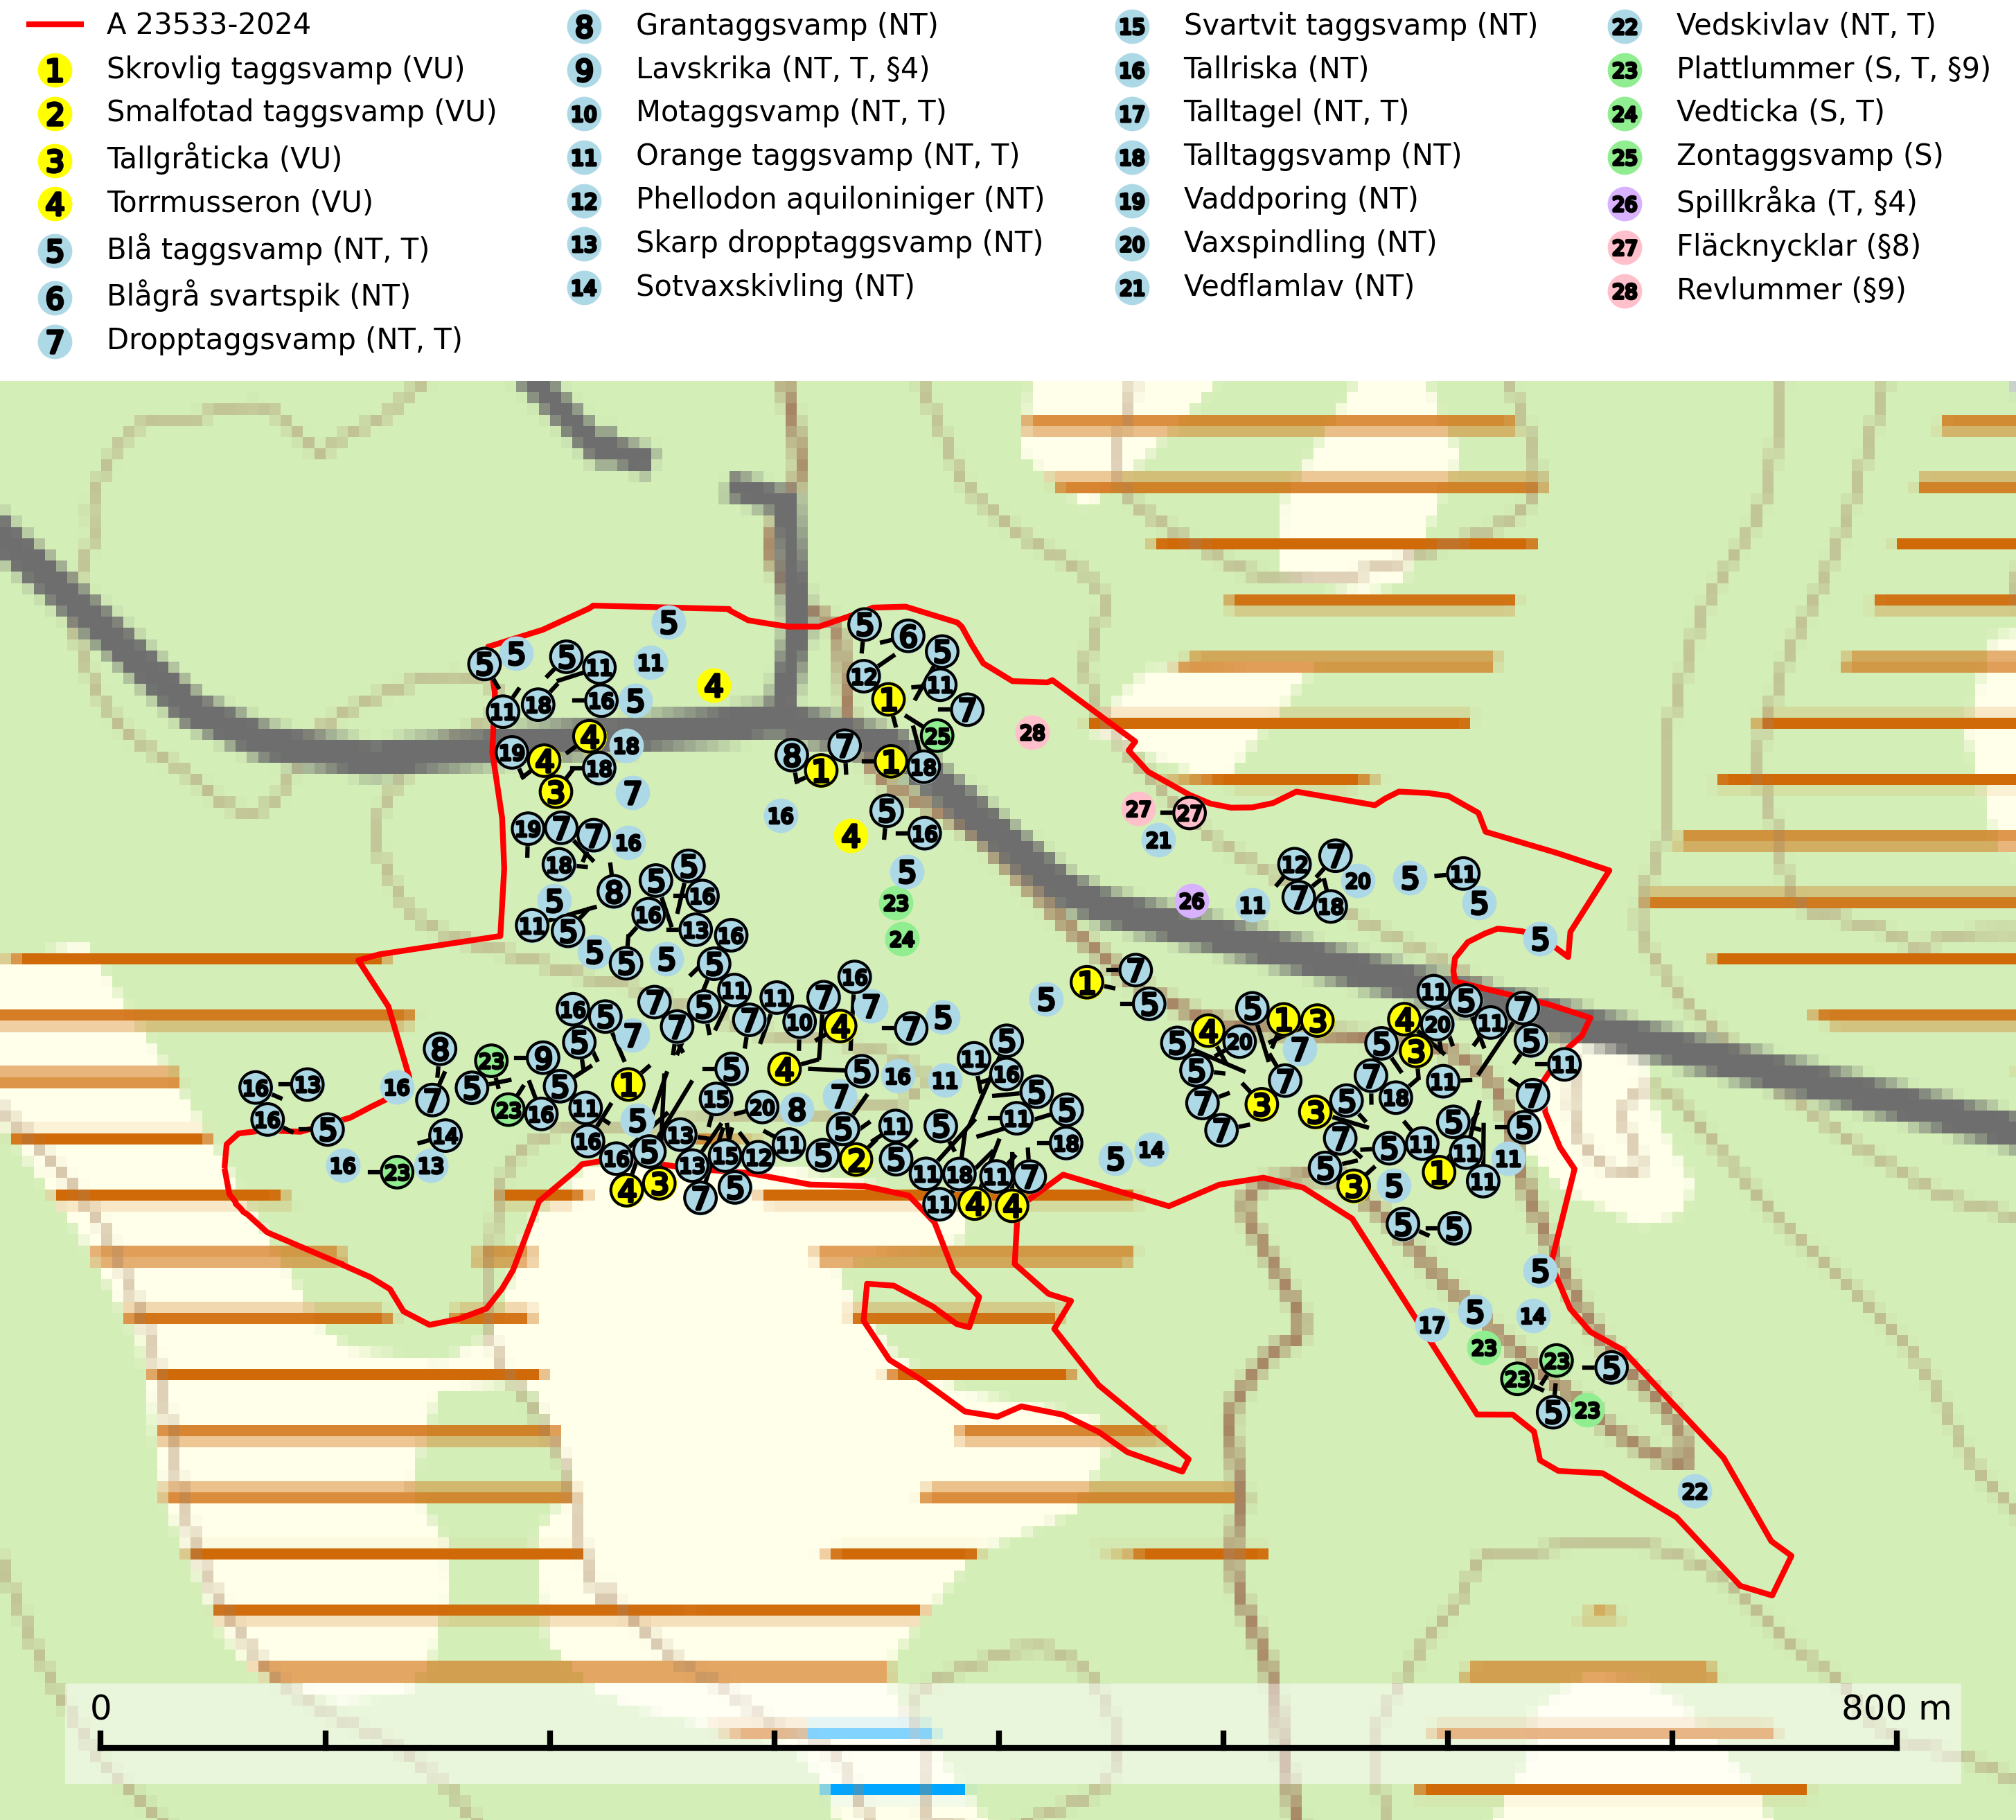 A 23533-2024
1 Skrovlig taggsvamp (VU)
2 Smalfotad taggsvamp (VU)
3 Tallgråticka (VU)
4 Torrmusseron (VU)
5 Blå taggsvamp (NT, T)
6 Blågrå svartspik (NT)
7 Dropptaggsvamp (NT, T)
8 Grantaggsvamp (NT)
9 Lavskrika (NT, T, §4)
10 Motaggsvamp (NT, T)
11 Orange taggsvamp (NT, T)
12 Phellodon aquiloniniger (NT)
13 Skarp dropptaggsvamp (NT)
14 Sotvaxskivling (NT)
15 Svartvit taggsvamp (NT)
16 Tallriska (NT)
17 Talltagel (NT, T)
18 Talltaggsvamp (NT)
19 Vaddporing (NT)
20 Vaxspindling (NT)
21 Vedflamlav (NT)
22 Vedskivlav (NT, T)
23 Plattlummer (S, T, §9)
24 Vedticka (S, T)
25 Zontaggsvamp (S)
26 Spillkråka (T, §4)
27 Fläcknycklar (§8)
28 Revlummer (§9)
0 800 m